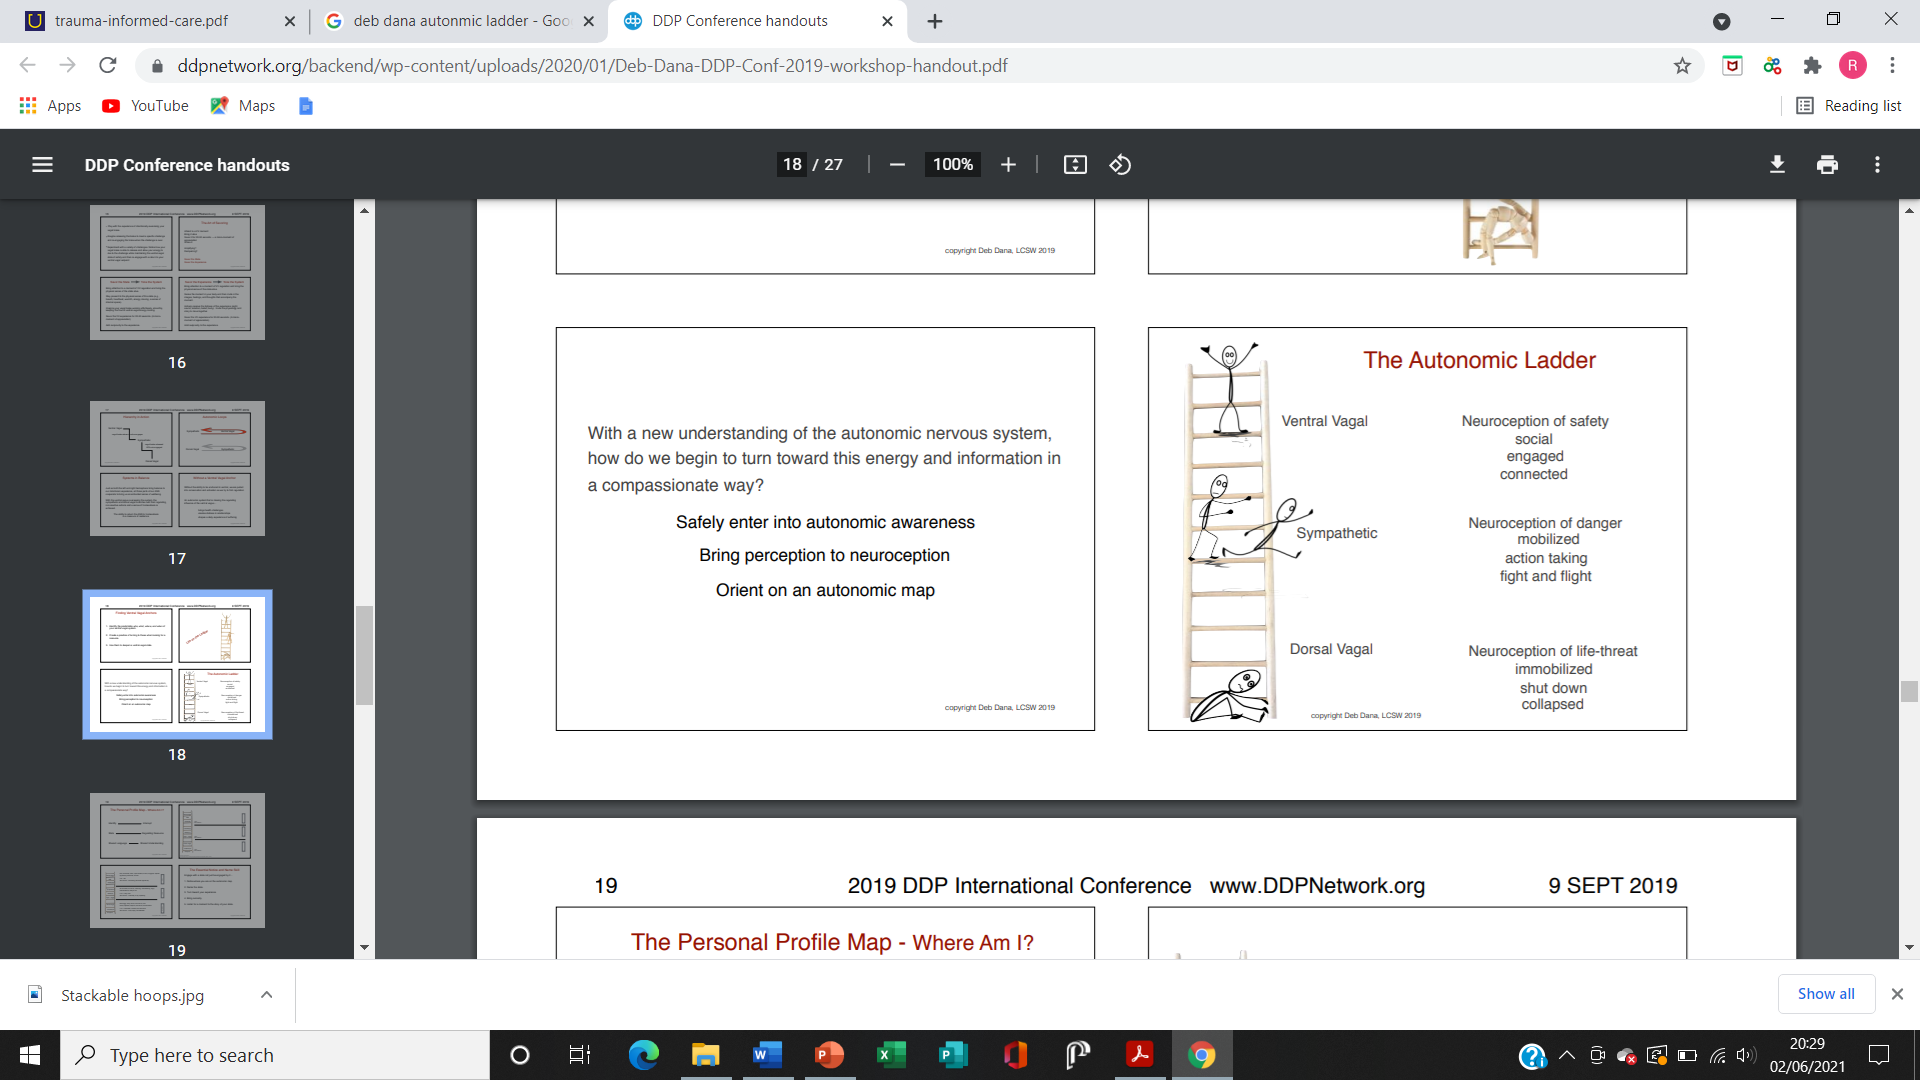 trauma-informed-care.pdf
deb dana autonmic ladder - Goo
DDP Conference handouts
ddpnetwork.org/backend/wp-content/uploads/2020/01/Deb-Dana-DDP-Conf-2019-workshop-handout.pdf
R
Apps
YouTube
Maps
Reading list
DDP Conference handouts
18 / 27
100%
16
17
18
19
copyright Deb Dana, LCSW 2019
With a new understanding of the autonomic nervous system,
how do we begin to turn toward this energy and information in
a compassionate way?
Safely enter into autonomic awareness
Bring perception to neuroception
Orient on an autonomic map
copyright Deb Dana, LCSW 2019
The Autonomic Ladder
Ventral Vagal
Neuroception of safety
social
engaged
connected
Sympathetic
Neuroception of danger
mobilized
action taking
fight and flight
Dorsal Vagal
Neuroception of life-threat
immobilized
shut down
collapsed
copyright Deb Dana, LCSW 2019
19 2019 DDP International Conference www.DDPNetwork.org 9 SEPT 2019
The Personal Profile Map - Where Am I?
Stackable hoops.jpg
Show all
Type here to search
20:29
02/06/2021